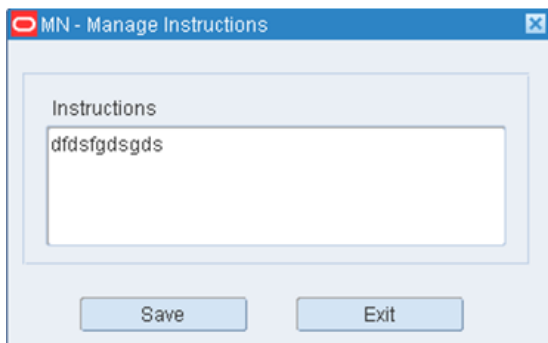 MN - Manage Instructions
Instructions
dfdsfgdsgds
Save
Exit